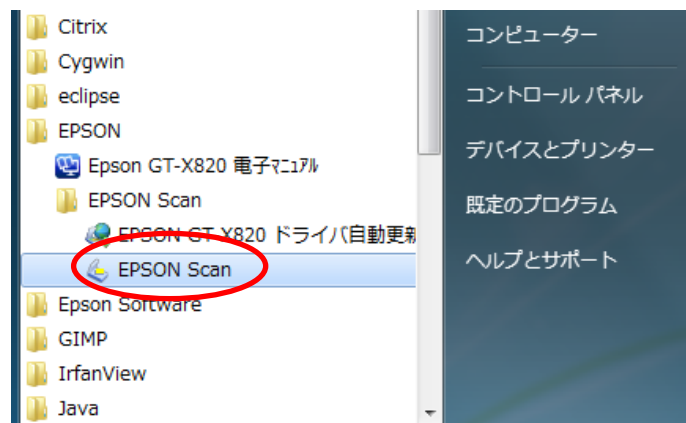 Citrix
Cygwin
eclipse
EPSON
Epson GT-X820 電子ﾏﾆｭｱﾙ
EPSON Scan
EPSON GT-X820 ドライバ自動更新
EPSON Scan
Epson Software
GIMP
IrfanView
Java
コンピューター
コントロール パネル
デバイスとプリンター
既定のプログラム
ヘルプとサポート